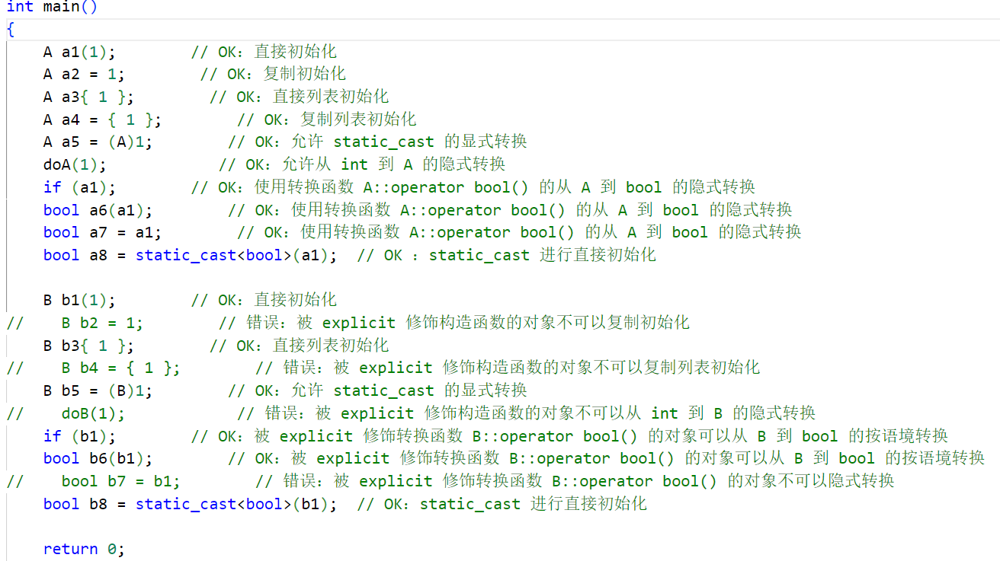 int main()
{
    A a1(1);        // OK：直接初始化
    A a2 = 1;        // OK：复制初始化
    A a3{ 1 };        // OK：直接列表初始化
    A a4 = { 1 };        // OK：复制列表初始化
    A a5 = (A)1;        // OK：允许 static_cast 的显式转换
    doA(1);            // OK：允许从 int 到 A 的隐式转换
    if (a1);        // OK：使用转换函数 A::operator bool() 的从 A 到 bool 的隐式转换
    bool a6(a1);        // OK：使用转换函数 A::operator bool() 的从 A 到 bool 的隐式转换
    bool a7 = a1;        // OK：使用转换函数 A::operator bool() 的从 A 到 bool 的隐式转换
    bool a8 = static_cast<bool>(a1);  // OK ：static_cast 进行直接初始化
    B b1(1);        // OK：直接初始化
//    B b2 = 1;        // 错误：被 explicit 修饰构造函数的对象不可以复制初始化
    B b3{ 1 };        // OK：直接列表初始化
//    B b4 = { 1 };        // 错误：被 explicit 修饰构造函数的对象不可以复制列表初始化
    B b5 = (B)1;        // OK：允许 static_cast 的显式转换
//    doB(1);            // 错误：被 explicit 修饰构造函数的对象不可以从 int 到 B 的隐式转换
    if (b1);        // OK：被 explicit 修饰转换函数 B::operator bool() 的对象可以从 B 到 bool 的按语境转换
    bool b6(b1);        // OK：被 explicit 修饰转换函数 B::operator bool() 的对象可以从 B 到 bool 的按语境转换
//    bool b7 = b1;        // 错误：被 explicit 修饰转换函数 B::operator bool() 的对象不可以隐式转换
    bool b8 = static_cast<bool>(b1);  // OK：static_cast 进行直接初始化
    return 0;